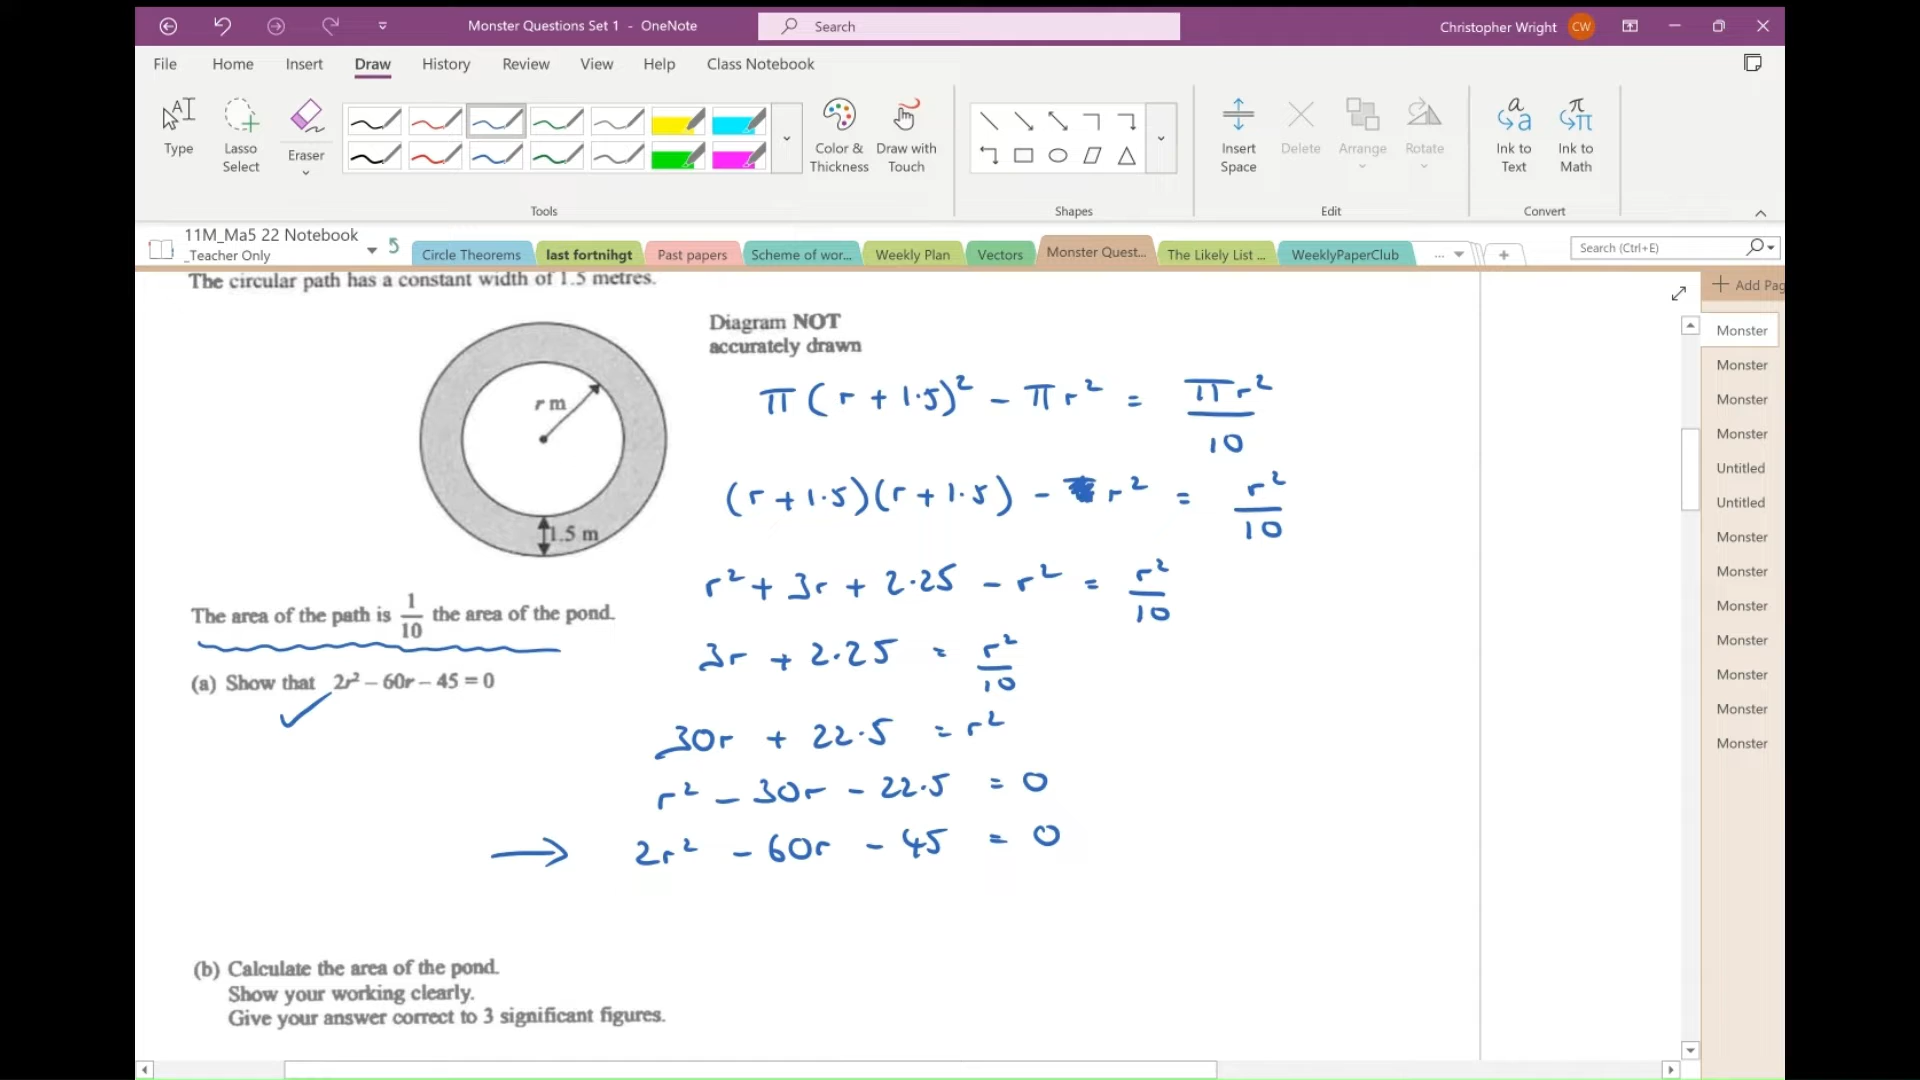 Monster Questions Set 1 - OneNote
Search
Christopher Wright CW
File Home Insert Draw History Review View Help Class Notebook
Type
Lasso Select
Eraser
Color & Thickness
Draw with Touch
Insert Space
Delete
Arrange
Rotate
Ink to Text
Ink to Math
Tools
Shapes
Edit
Convert
11M_Ma5 22 Notebook
_Teacher Only
Circle Theorems last fortnihgt Past papers Scheme of wor... Weekly Plan Vectors Monster Quest... The Likely List ... WeeklyPaperClub ...
Search (Ctrl+E)
The circular path has a constant width of 1.5 metres.
Diagram NOT
accurately drawn
r m
1.5 m
π(r + 1.5)² - πr² = πr²/10
(r + 1.5)(r + 1.5) - r² = r²/10
r² + 3r + 2.25 - r² = r²/10
3r + 2.25 = r²/10
30r + 22.5 = r²
r² - 30r - 22.5 = 0
→ 2r² - 60r - 45 = 0
The area of the path is 1/10 the area of the pond.
(a) Show that 2r² – 60r – 45 = 0
(b) Calculate the area of the pond.
Show your working clearly.
Give your answer correct to 3 significant figures.
+ Add Pag
Monster
Monster
Monster
Monster
Untitled
Untitled
Monster
Monster
Monster
Monster
Monster
Monster
Monster